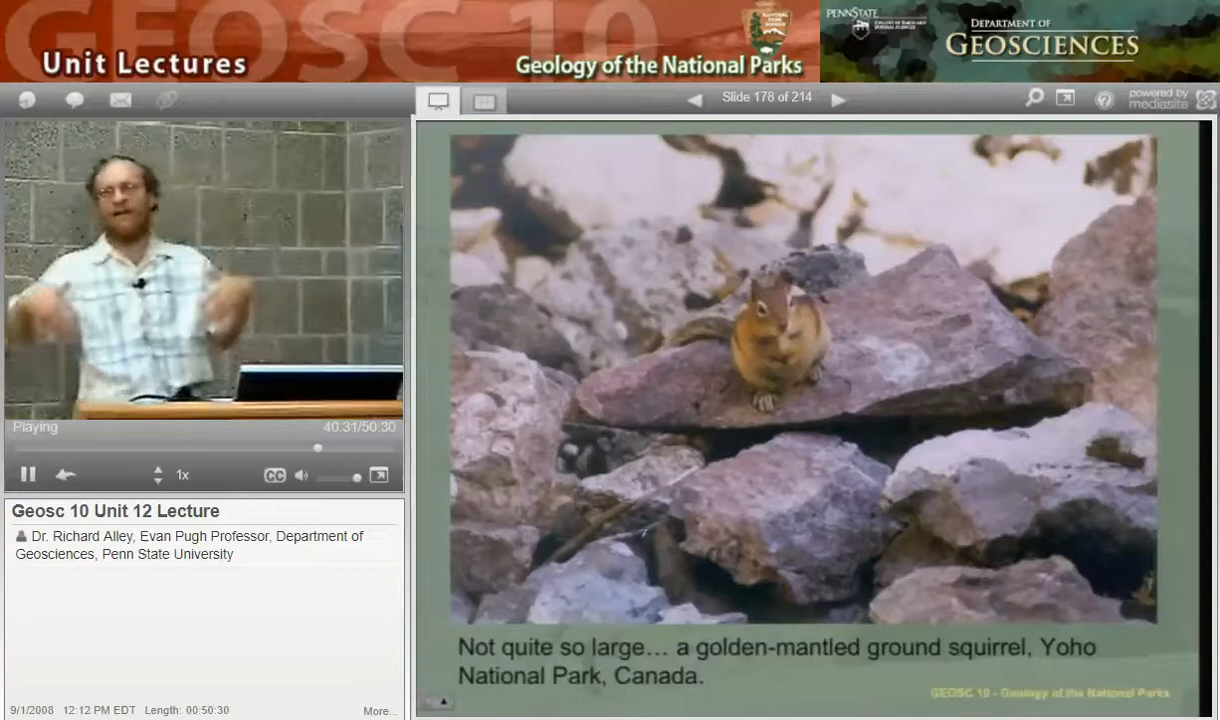 GEOSC 10
Unit Lectures
Geology of the National Parks
PENNSTATE
DEPARTMENT OF
GEOSCIENCES
Slide 178 of 214
powered by
mediasite
Playing
40:31/50:30
1x
CC
Geosc 10 Unit 12 Lecture
Dr. Richard Alley, Evan Pugh Professor, Department of
Geosciences, Penn State University
Not quite so large... a golden-mantled ground squirrel, Yoho
National Park, Canada.
GEOSC 10 - Geology of the National Parks
9/1/2008 12:12 PM EDT Length: 00:50:30
More...